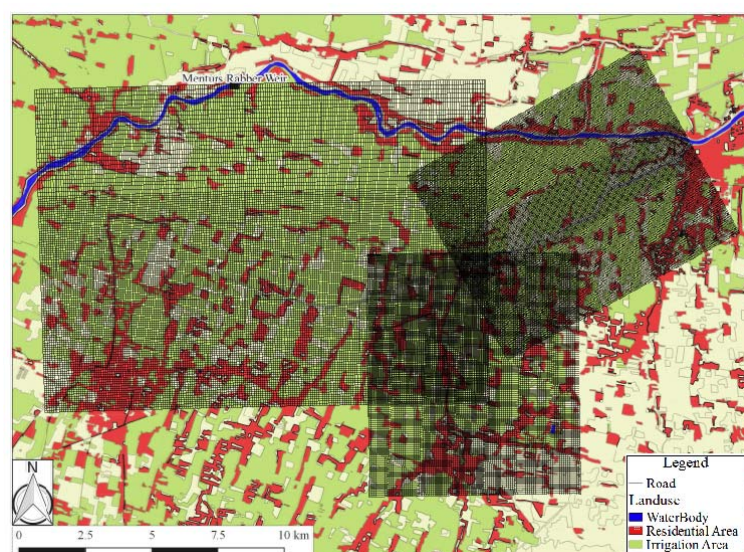 Menturs Rabber Weir
N
0 2.5 5 7.5 10 km
Legend
Road
Landuse
WaterBody
Residential Area
Irrigation Area